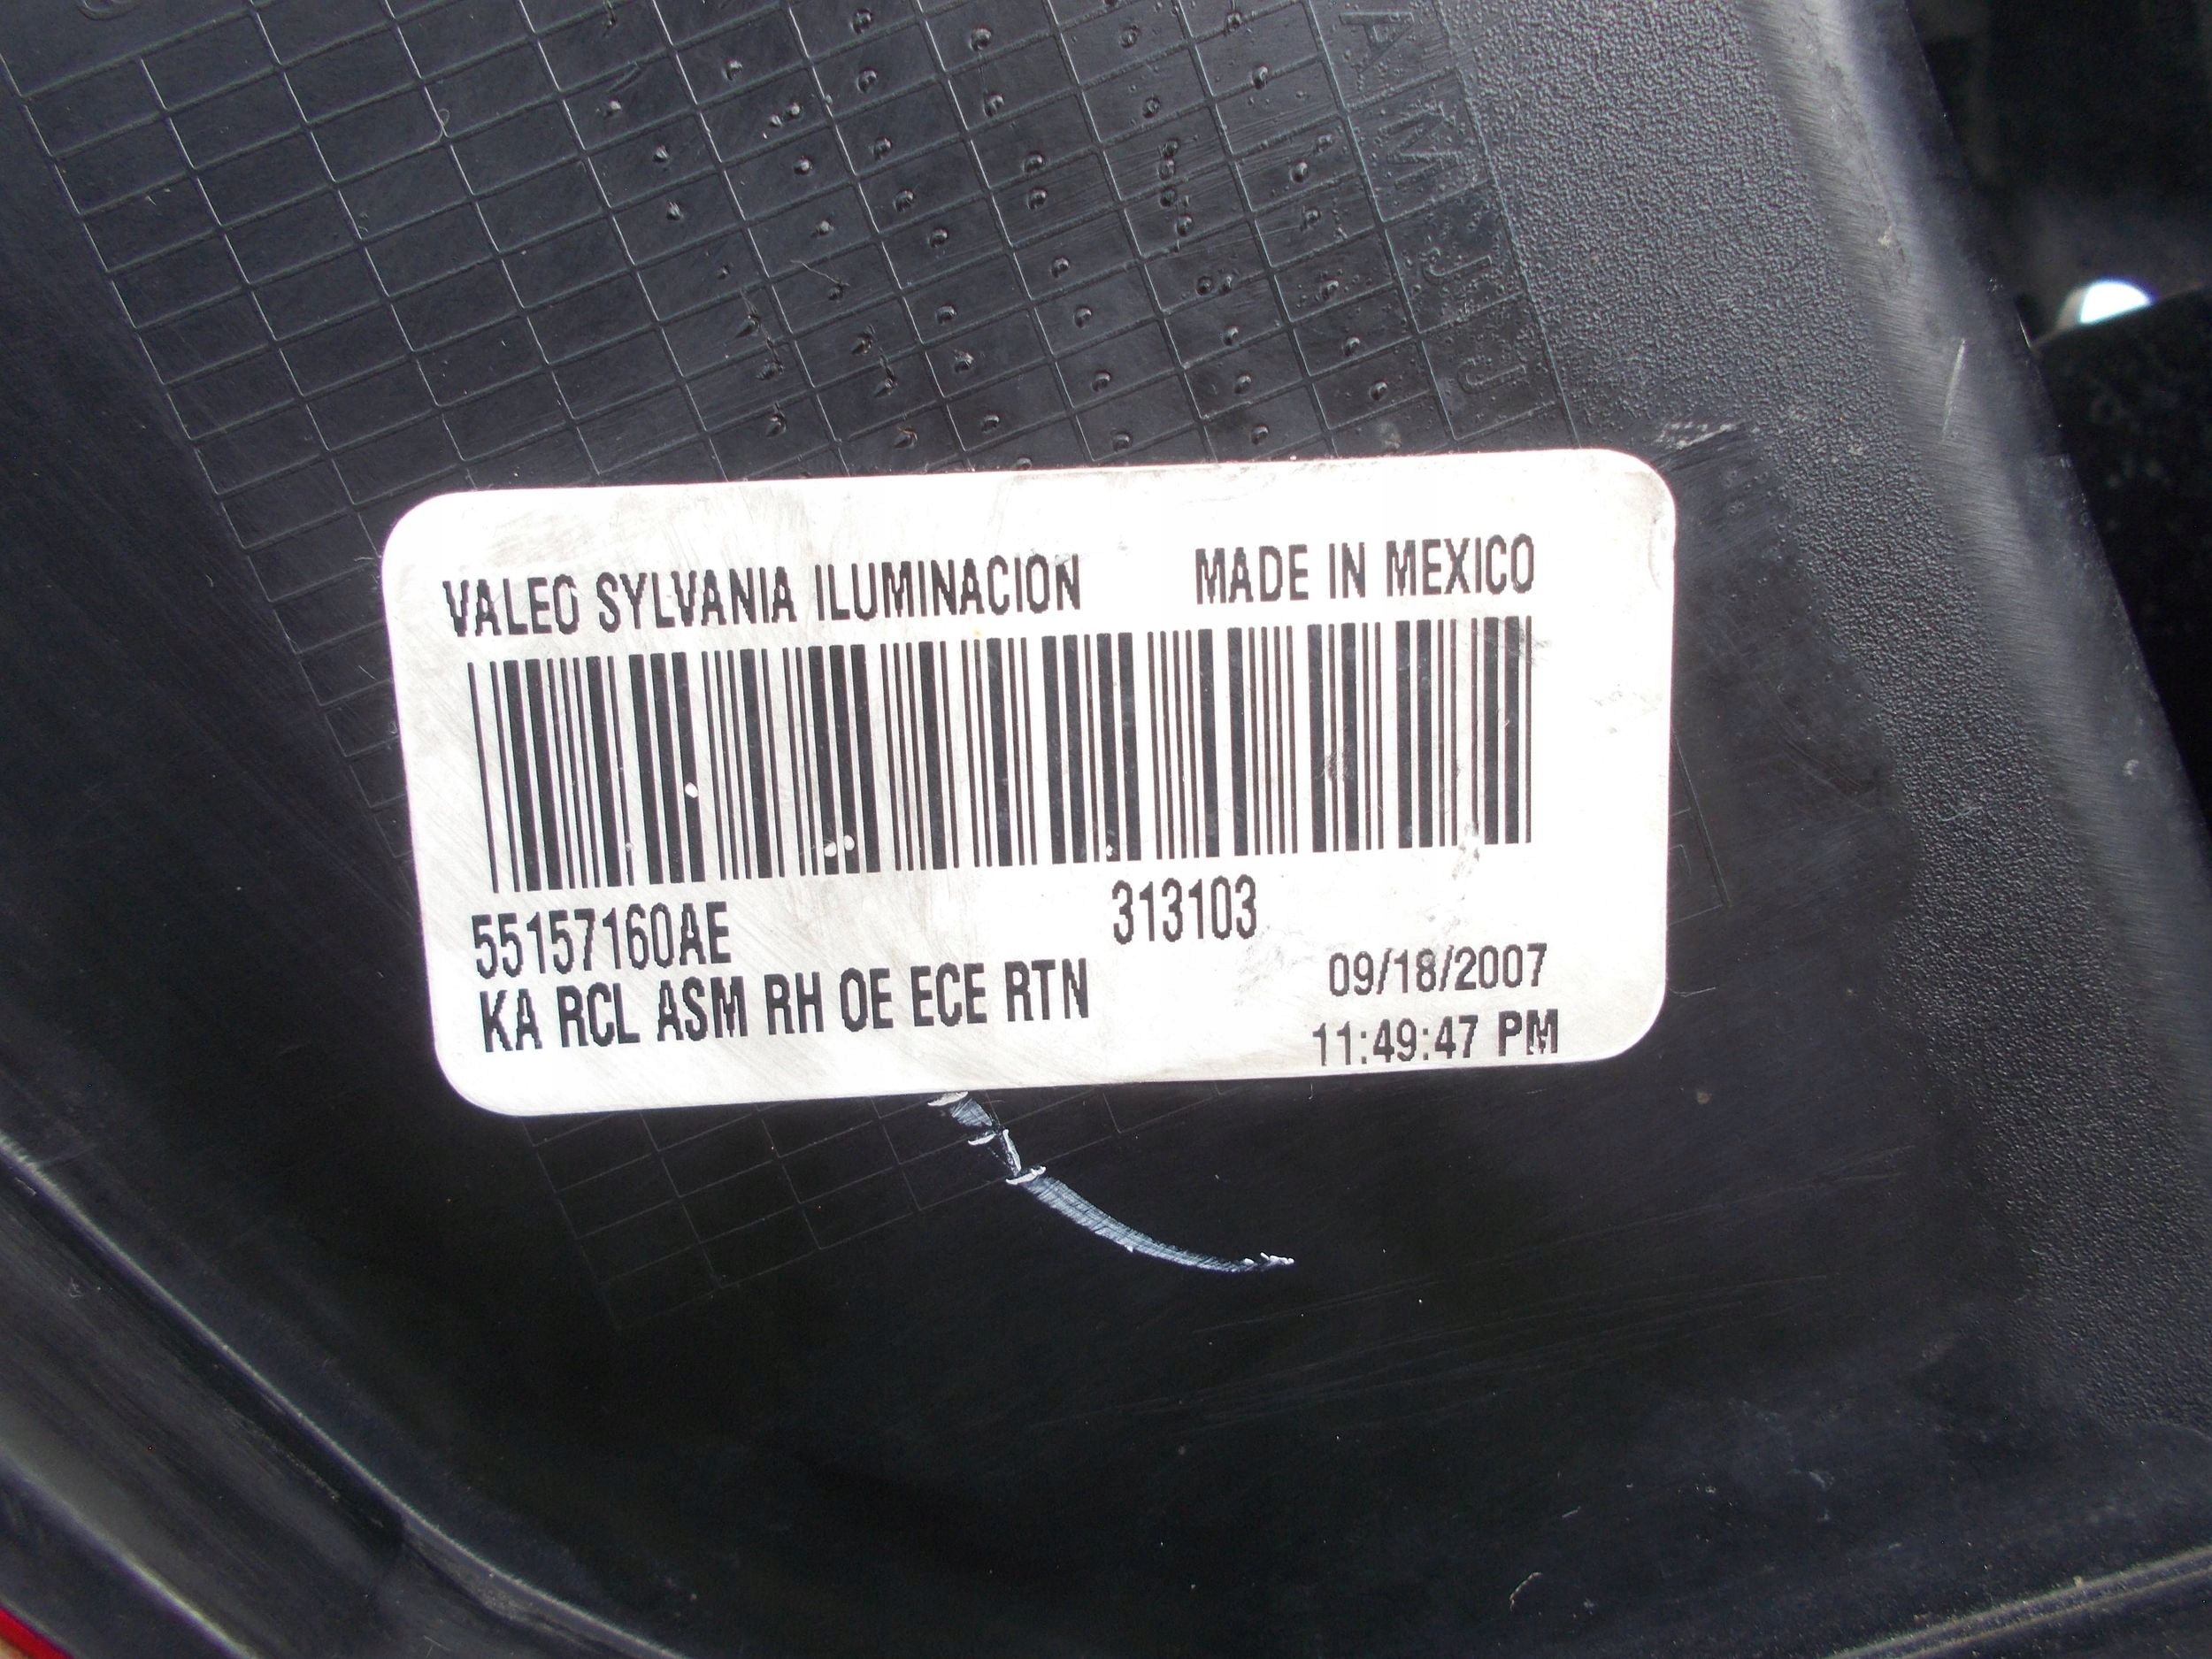 A
M
J
J
VALEO SYLVANIA ILUMINACION MADE IN MEXICO
55157160AE 313103
KA RCL ASM RH OE ECE RTN 09/18/2007
11:49:47 PM